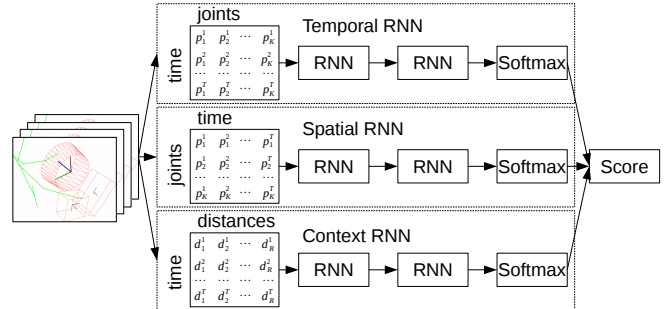 joints
Temporal RNN
time
p_1^1 p_2^1 ⋯ p_K^1
p_1^2 p_2^2 ⋯ p_K^2
⋯ ⋯ ⋯
p_1^T p_2^T ⋯ p_K^T
RNN
RNN
Softmax
time
Spatial RNN
joints
p_1^1 p_1^2 ⋯ p_1^T
p_2^1 p_2^2 ⋯ p_2^T
⋯ ⋯ ⋯
p_K^1 p_K^2 ⋯ p_K^T
RNN
RNN
Softmax
Score
distances
Context RNN
time
d_1^1 d_2^1 ⋯ d_R^1
d_1^2 d_2^2 ⋯ d_R^2
⋯ ⋯ ⋯
d_1^T d_2^T ⋯ d_R^T
RNN
RNN
Softmax